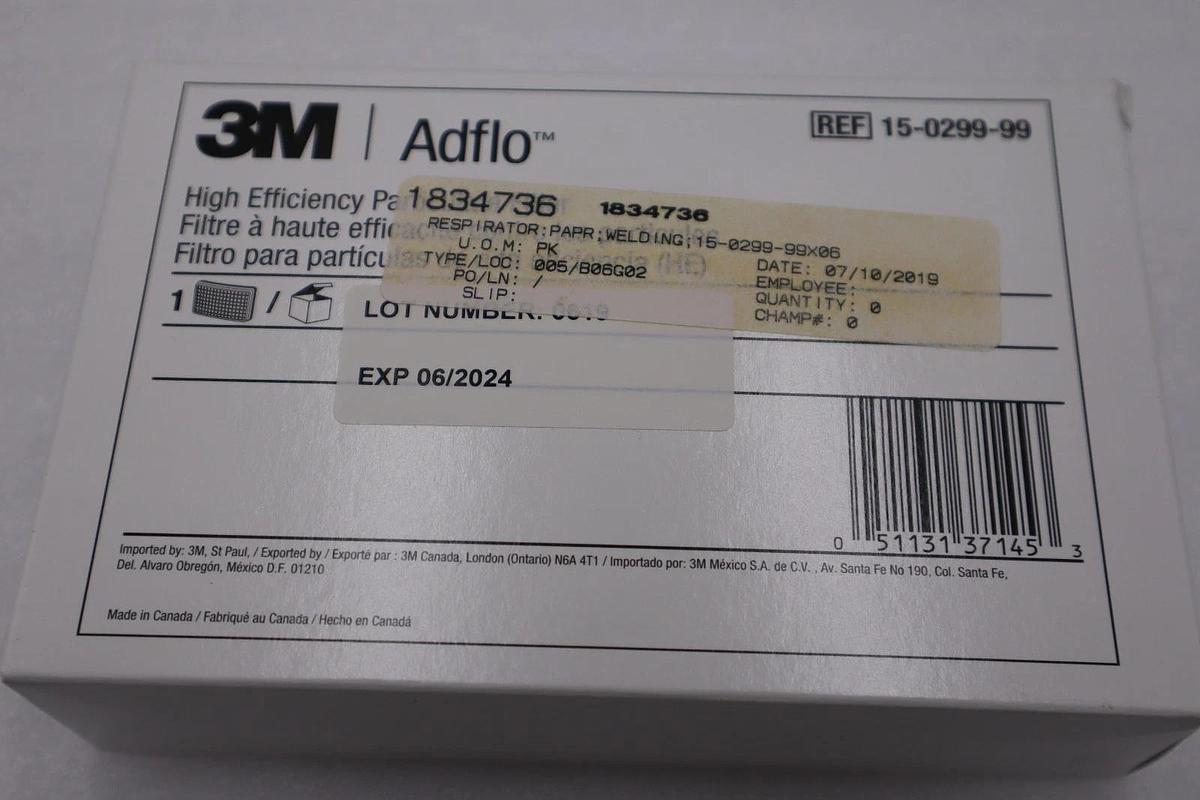 3M | Adflo™
REF 15-0299-99
High Efficiency Pa
Filtre à haute effic
Filtro para partícu
1834736 1834736
RESPIRATOR;PAPR;WELDING;15-0299-99X06
U.O.M: PK
TYPE/LOC: 005/B06G02
PO/LN: /
SLIP:
DATE: 07/10/2019
EMPLOYEE:
QUANTITY: 0
CHAMP#: 0
1 /
LOT NUMBER:
EXP 06/2024
0 51131 37145 3
Imported by: 3M, St Paul, / Exported by / Exporté par : 3M Canada, London (Ontario) N6A 4T1 / Importado por: 3M México S.A. de C.V. , Av. Santa Fe No 190, Col. Santa Fe,
Del. Alvaro Obregón, México D.F. 01210
Made in Canada / Fabriqué au Canada / Hecho en Canadá